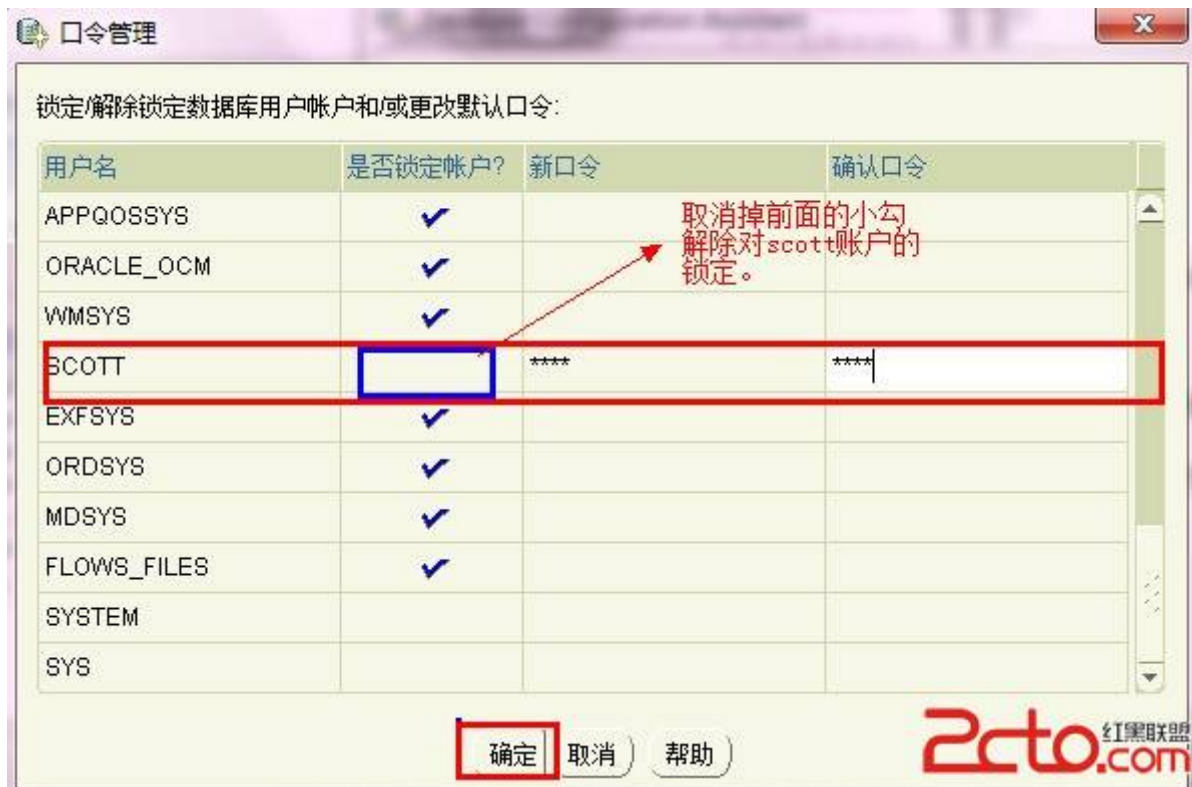 口令管理
锁定/解除锁定数据库用户帐户和/或更改默认口令:
用户名 是否锁定帐户? 新口令 确认口令
APPQOSSYS
取消掉前面的小勾
解除对scott账户的
锁定。
ORACLE_OCM
WMSYS
SCOTT **** ****
EXFSYS
ORDSYS
MDSYS
FLOWS_FILES
SYSTEM
SYS
确定 取消 帮助
2cto.com 红黑联盟